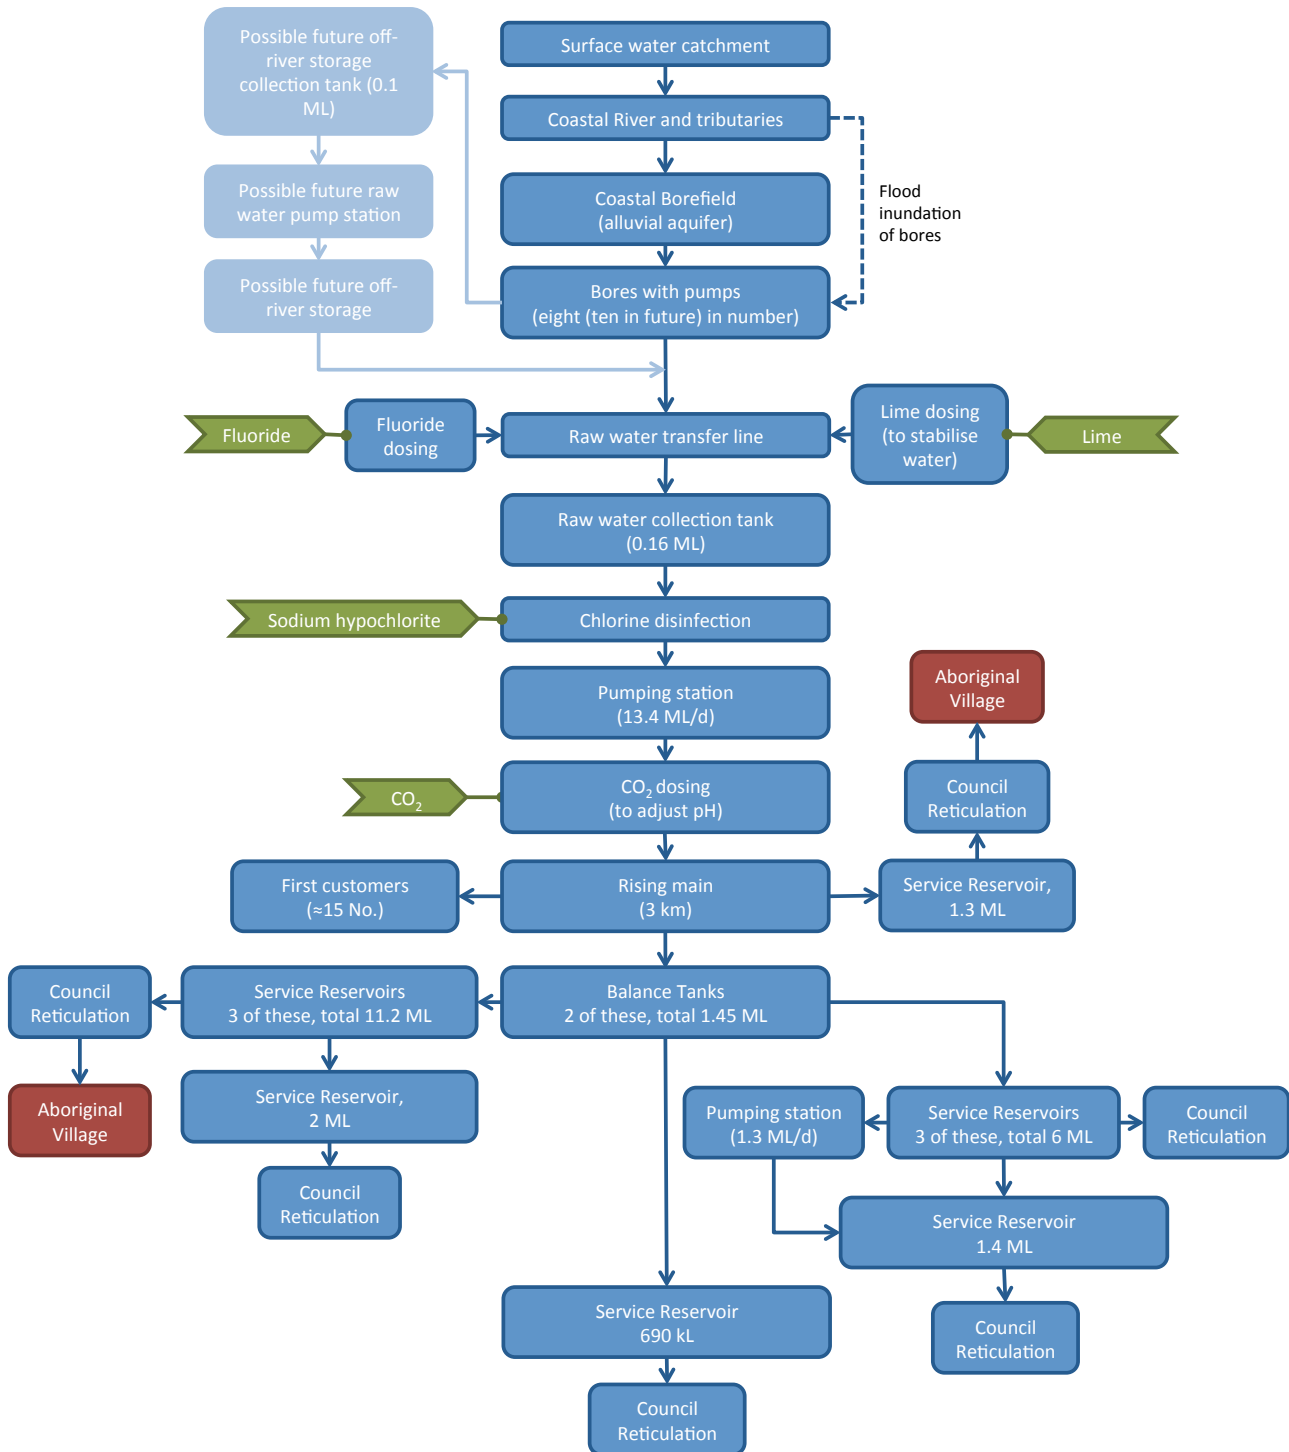 Possible future off-
river storage
collection tank (0.1
ML)
Surface water catchment
Coastal River and tributaries
Possible future raw
water pump station
Coastal Borefield
(alluvial aquifer)
Flood
inundation
of bores
Possible future off-
river storage
Bores with pumps
(eight (ten in future) in number)
Fluoride
Fluoride
dosing
Raw water transfer line
Lime dosing
(to stabilise
water)
Lime
Raw water collection tank
(0.16 ML)
Sodium hypochlorite
Chlorine disinfection
Pumping station
(13.4 ML/d)
Aboriginal
Village
CO₂
CO₂ dosing
(to adjust pH)
Council
Reticulation
First customers
(≈15 No.)
Rising main
(3 km)
Service Reservoir,
1.3 ML
Council
Reticulation
Service Reservoirs
3 of these, total 11.2 ML
Balance Tanks
2 of these, total 1.45 ML
Aboriginal
Village
Service Reservoir,
2 ML
Pumping station
(1.3 ML/d)
Service Reservoirs
3 of these, total 6 ML
Council
Reticulation
Council
Reticulation
Service Reservoir
1.4 ML
Service Reservoir
690 kL
Council
Reticulation
Council
Reticulation